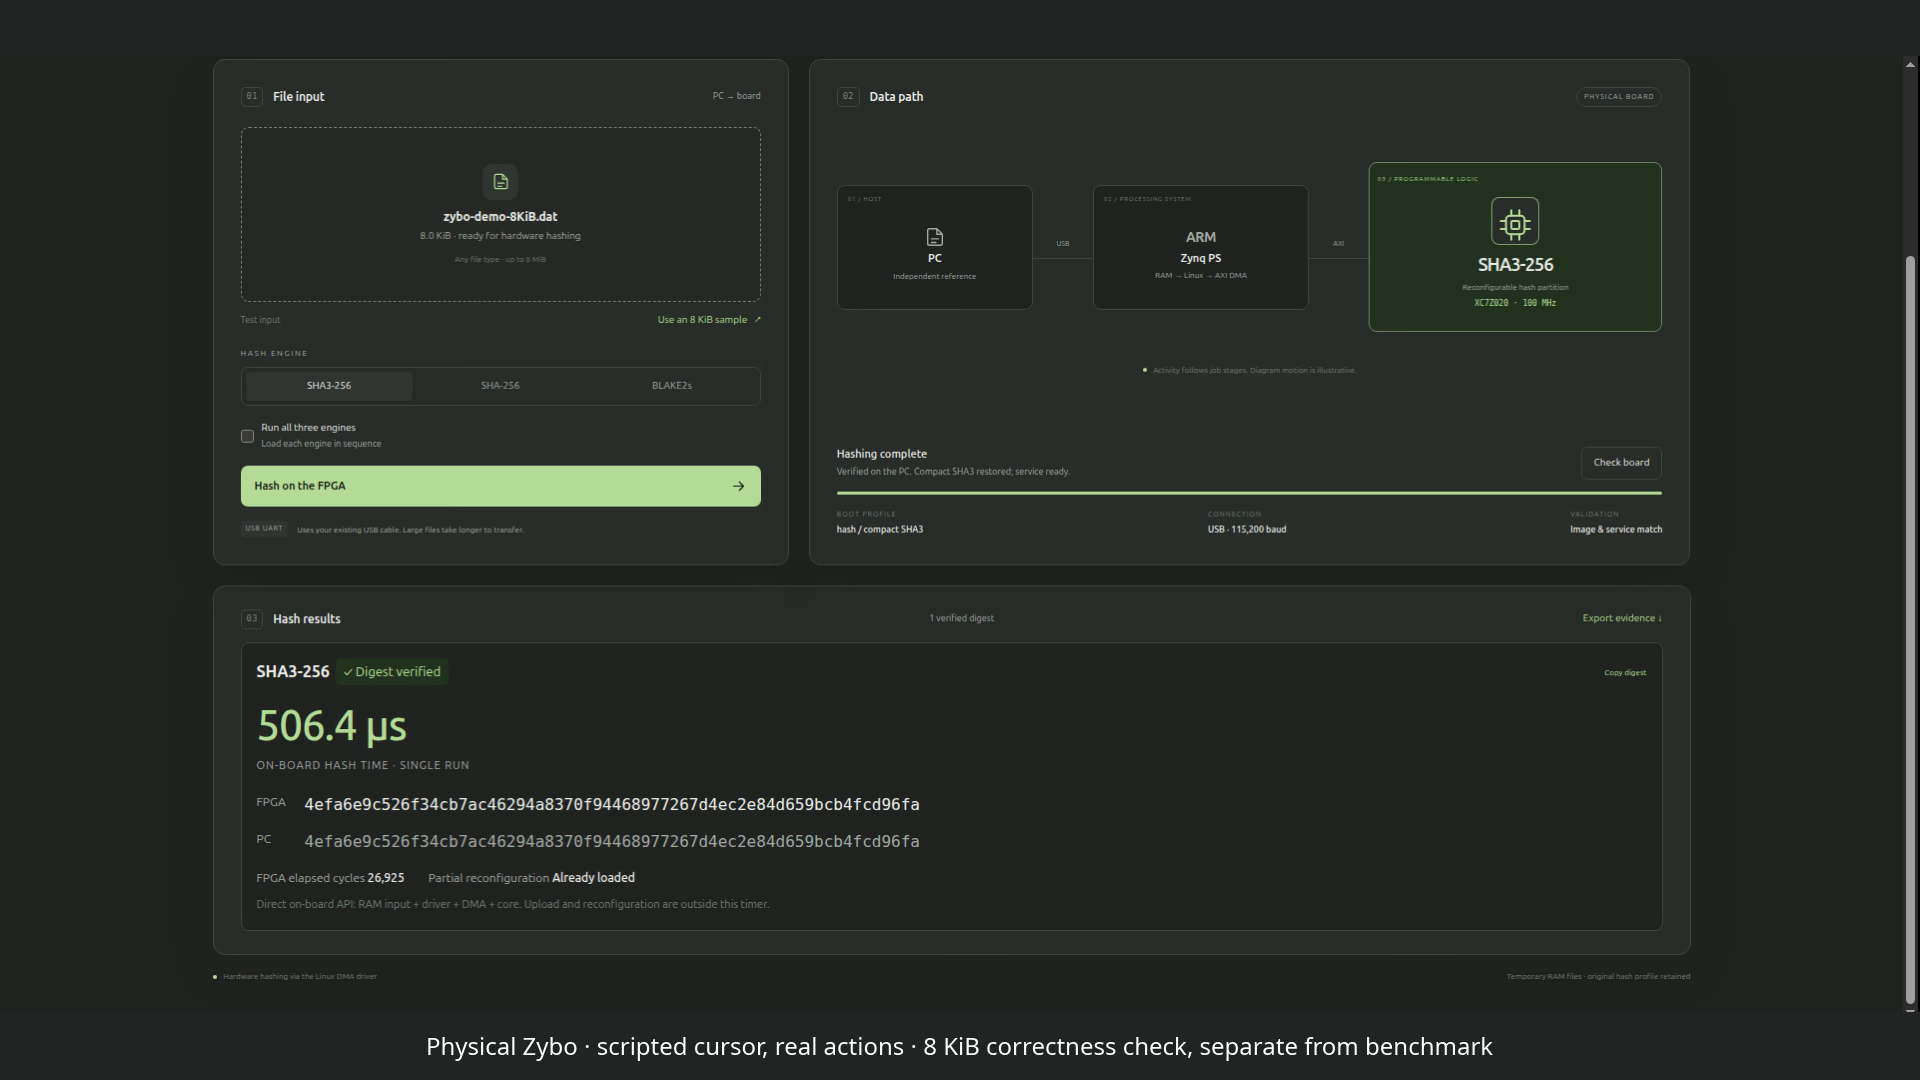 01 File input
PC → board
zybo-demo-8KiB.dat
8.0 KiB · ready for hardware hashing
Any file type · up to 8 MiB
Test input
Use an 8 KiB sample ↗
HASH ENGINE
SHA3-256 SHA-256 BLAKE2s
Run all three engines
Load each engine in sequence
Hash on the FPGA →
USB UART Uses your existing USB cable. Large files take longer to transfer.
02 Data path
PHYSICAL BOARD
01 / HOST
PC
Independent reference
USB
02 / PROCESSING SYSTEM
ARM
Zynq PS
RAM → Linux → AXI DMA
AXI
03 / PROGRAMMABLE LOGIC
SHA3-256
Reconfigurable hash partition
XC7Z020 · 100 MHz
Activity follows job stages. Diagram motion is illustrative.
Hashing complete
Verified on the PC. Compact SHA3 restored; service ready.
Check board
BOOT PROFILE
hash / compact SHA3
CONNECTION
USB · 115,200 baud
VALIDATION
Image & service match
03 Hash results
1 verified digest
Export evidence ↓
SHA3-256 ✓ Digest verified
Copy digest
506.4 µs
ON-BOARD HASH TIME · SINGLE RUN
FPGA 4efa6e9c526f34cb7ac46294a8370f94468977267d4ec2e84d659bcb4fcd96fa
PC 4efa6e9c526f34cb7ac46294a8370f94468977267d4ec2e84d659bcb4fcd96fa
FPGA elapsed cycles 26,925 Partial reconfiguration Already loaded
Direct on-board API: RAM input + driver + DMA + core. Upload and reconfiguration are outside this timer.
Hardware hashing via the Linux DMA driver
Temporary RAM files · original hash profile retained
Physical Zybo · scripted cursor, real actions · 8 KiB correctness check, separate from benchmark